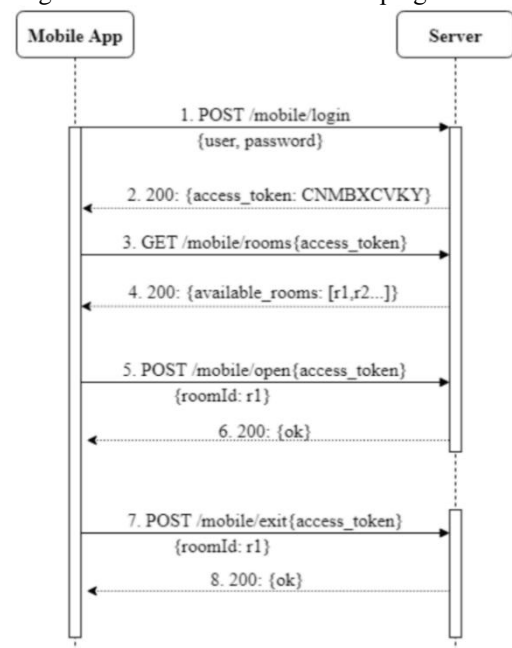 Mobile App
Server
1. POST /mobile/login
{user, password}
2. 200: {access_token: CNMBXCVKY}
3. GET /mobile/rooms{access_token}
4. 200: {available_rooms: [r1,r2...]}
5. POST /mobile/open{access_token}
{roomId: r1}
6. 200: {ok}
7. POST /mobile/exit{access_token}
{roomId: r1}
8. 200: {ok}